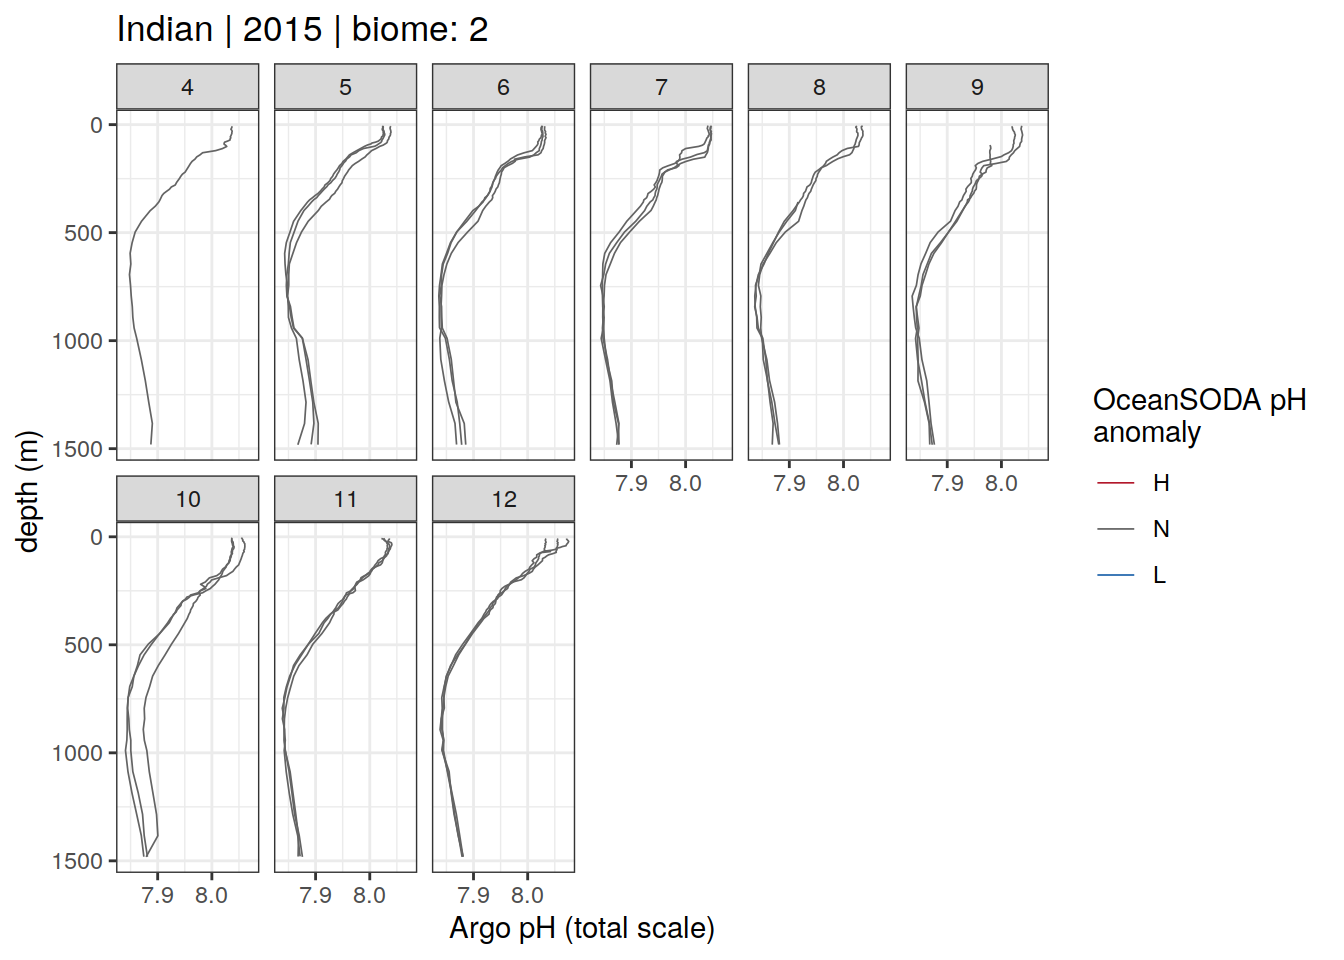 Indian | 2015 | biome: 2
4 5 6 7 8 9
0
500
1000
1500
7.9 8.0 7.9 8.0 7.9 8.0
10 11 12
0
500
1000
1500
7.9 8.0 7.9 8.0 7.9 8.0
Argo pH (total scale)
depth (m)
OceanSODA pH
anomaly
H
N
L